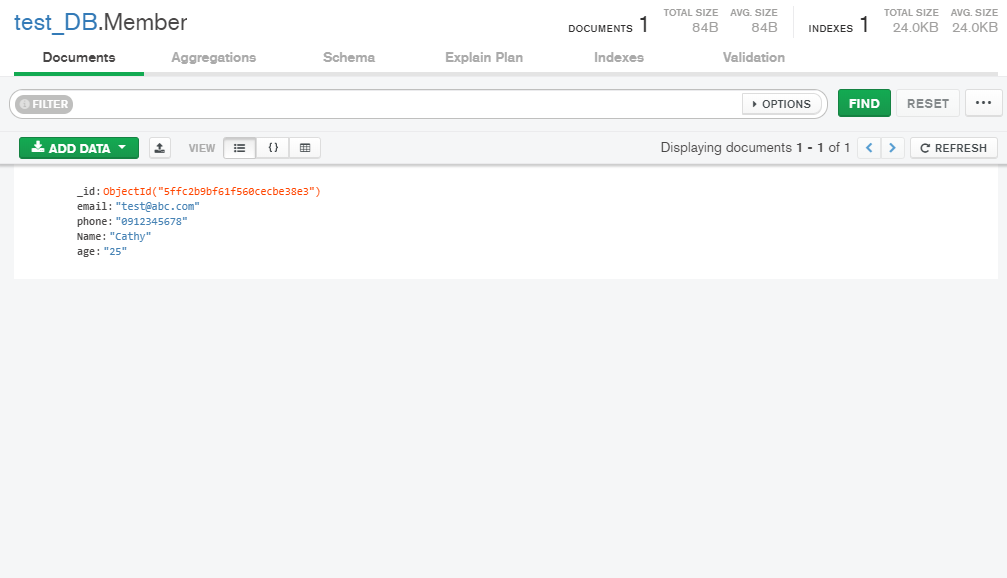 test_DB.Member
DOCUMENTS 1 TOTAL SIZE 84B AVG. SIZE 84B INDEXES 1 TOTAL SIZE 24.0KB AVG. SIZE 24.0KB
Documents Aggregations Schema Explain Plan Indexes Validation
FILTER OPTIONS FIND RESET ...
ADD DATA VIEW {} Displaying documents 1 - 1 of 1 < > REFRESH
_id: ObjectId("5ffc2b9bf61f560cecbe38e3")
email: "test@abc.com"
phone: "0912345678"
Name: "Cathy"
age: "25"